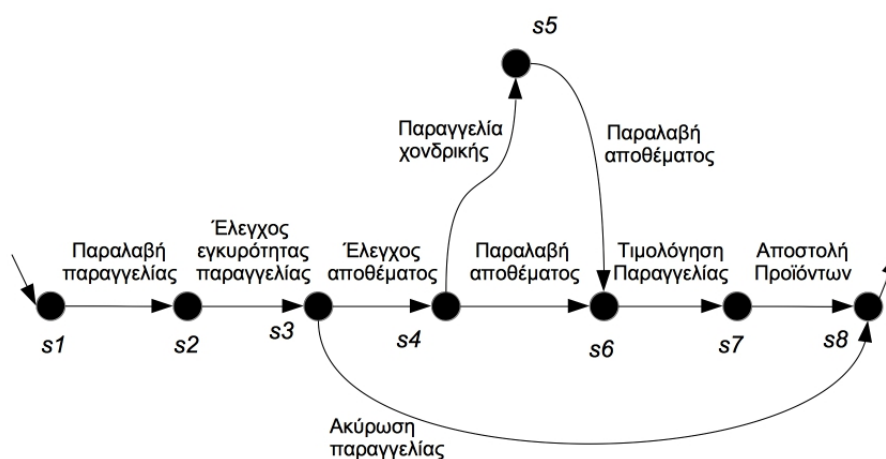 s5
Παραγγελία
χονδρικής
Παραλαβή
αποθέματος
Παραλαβή
παραγγελίας
Έλεγχος
εγκυρότητας
παραγγελίας
Έλεγχος
αποθέματος
Παραλαβή
αποθέματος
Τιμολόγηση
Παραγγελίας
Αποστολή
Προϊόντων
s1
s2
s3
s4
s6
s7
s8
Ακύρωση
παραγγελίας